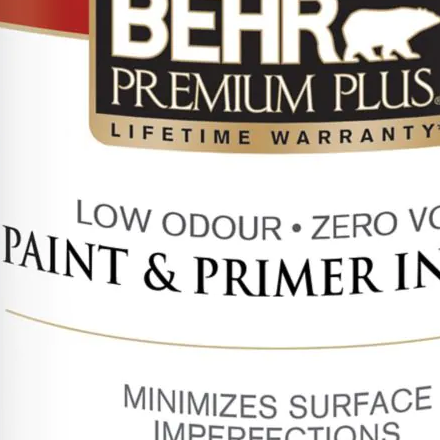 BEHR
PREMIUM PLUS®
LIFETIME WARRANTY*
LOW ODOUR • ZERO VO
PAINT & PRIMER IN
MINIMIZES SURFACE
IMPERFECTIONS